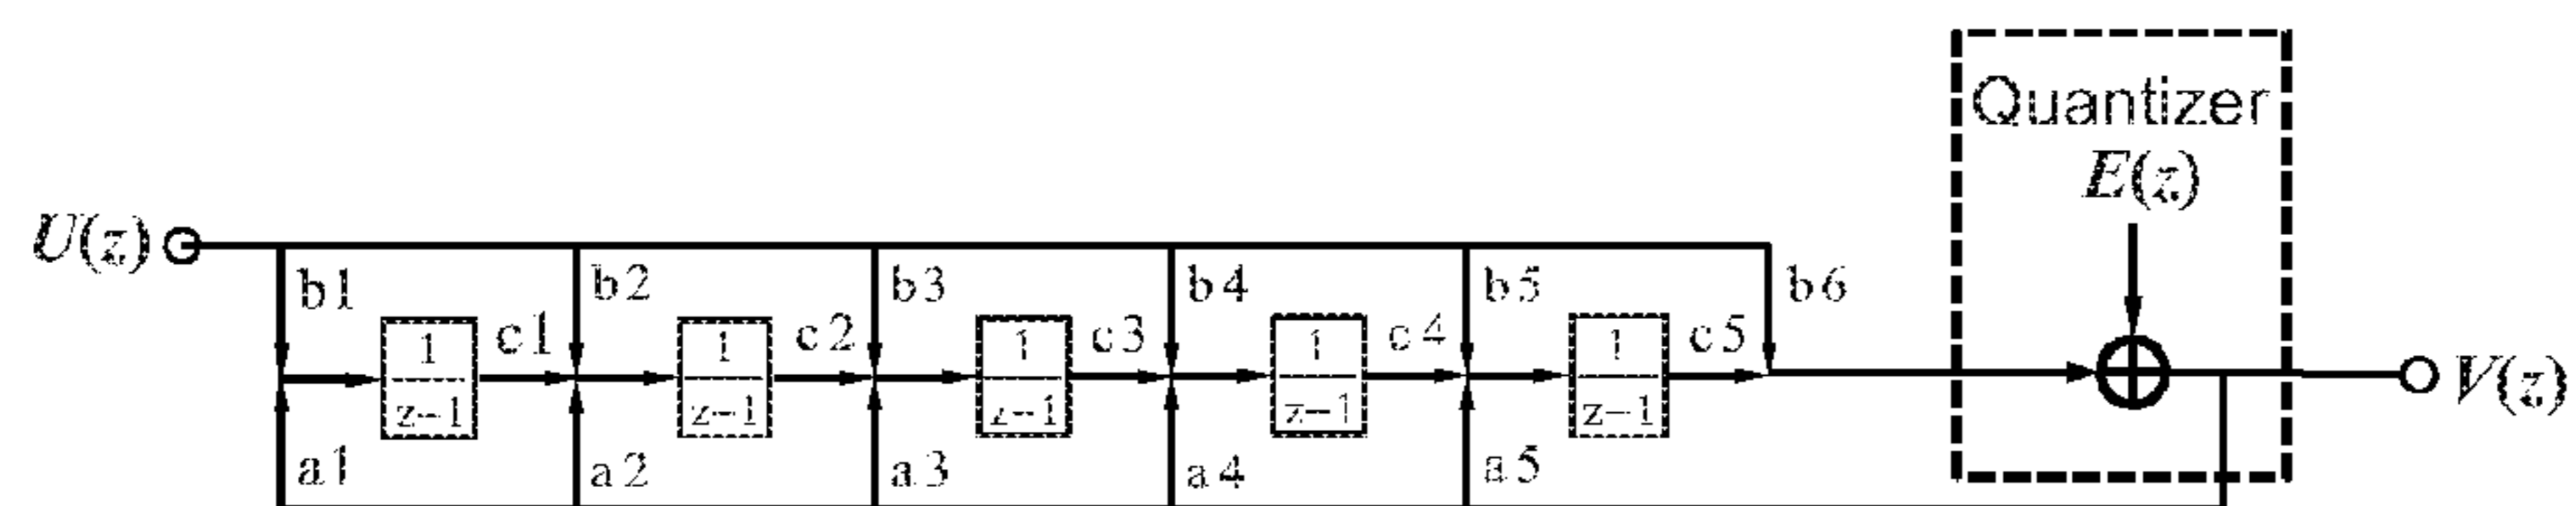 Quantizer
E(z)
U(z)
b1
b2
b3
b4
b5
b6
1
z-1
c1
1
z-1
c2
1
z-1
c3
1
z-1
c4
1
z-1
c5
V(z)
a1
a2
a3
a4
a5